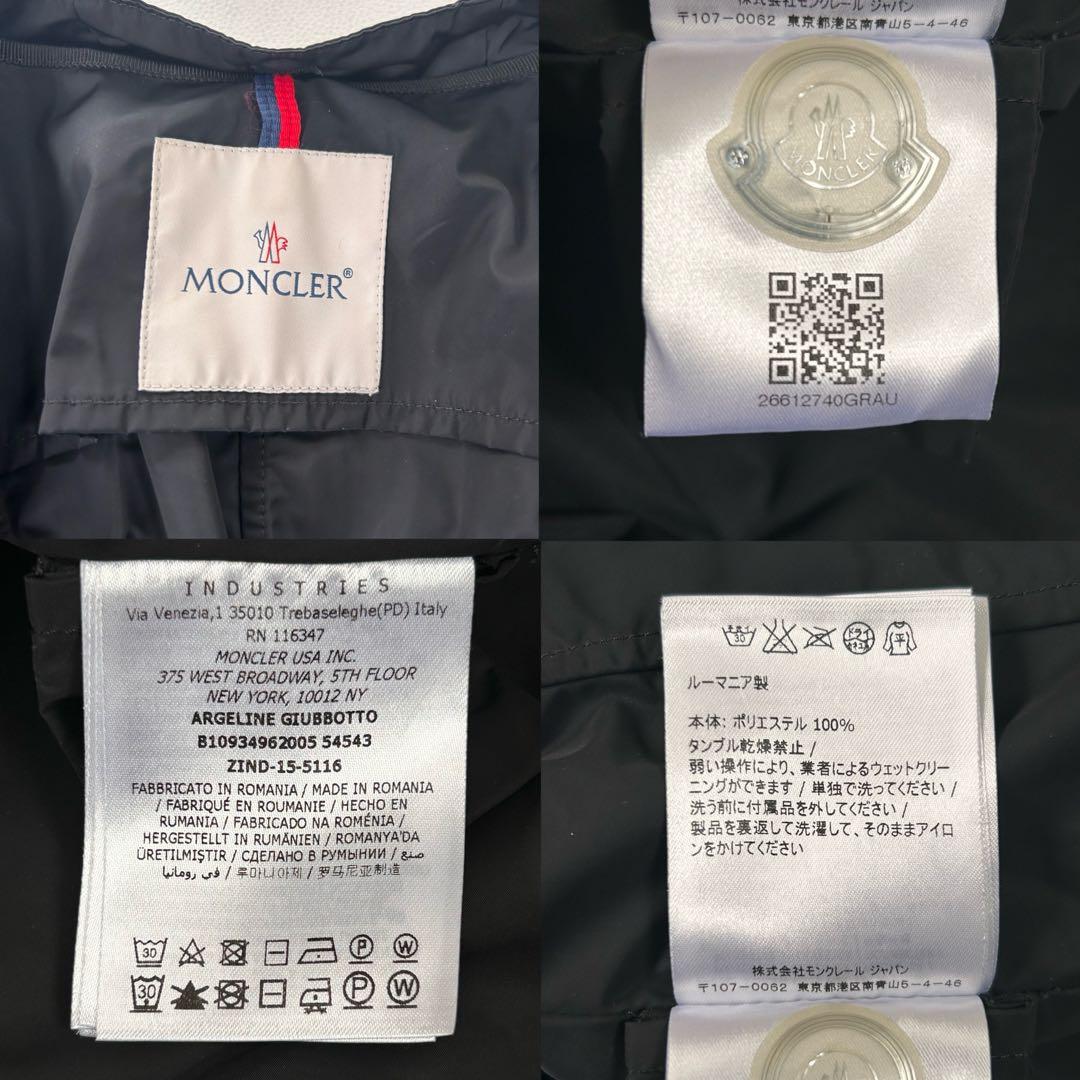 MONCLER®
株式会社モンクレール ジャパン
〒107-0062 東京都港区南青山5-4-46
MONCLER
26612740GRAU
INDUSTRIES
Via Venezia,1 35010 Trebaseleghe(PD) Italy
RN 116347
MONCLER USA INC.
375 WEST BROADWAY, 5TH FLOOR
NEW YORK, 10012 NY
ARGELINE GIUBBOTTO
B10934962005 54543
ZIND-15-5116
FABBRICATO IN ROMANIA / MADE IN ROMANIA
/ FABRIQUÉ EN ROUMANIE / HECHO EN
RUMANIA / FABRICADO NA ROMÉNIA /
HERGESTELLT IN RUMÄNIEN / ROMANYA'DA
ÜRETILMIŞTIR / СДЕЛАНО В РУМЫНИИ / صنع
في رومانيا / 루마니아제 / 罗马尼亚制造
30 P W
30 P W
30 ドライ 平
ルーマニア製
本体: ポリエステル 100%
タンブル乾燥禁止 /
弱い操作により、業者によるウェットクリー
ニングができます / 単独で洗ってください /
洗う前に付属品を外してください /
製品を裏返して洗濯して、そのままアイロ
ンをかけてください
株式会社モンクレール ジャパン
〒107-0062 東京都港区南青山5-4-46